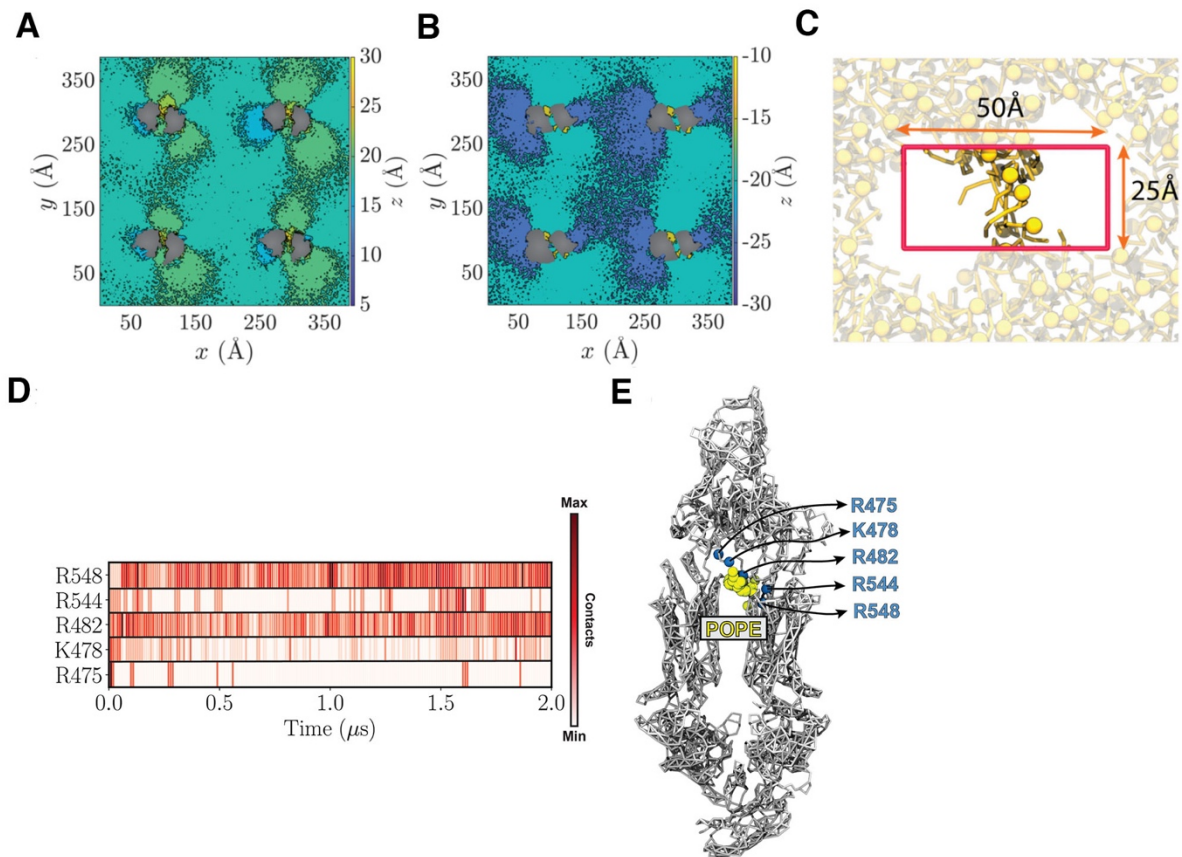 A
350
250
150
50
y (Å)
50 150 250 350
x (Å)
30
25
20
15
10
5
z (Å)
B
350
250
150
50
y (Å)
50 150 250 350
x (Å)
-10
-15
-20
-25
-30
z (Å)
C
50Å
25Å
D
R548
R544
R482
K478
R475
0.0 0.5 1.0 1.5 2.0
Time (μs)
Max
Contacts
Min
E
R475
K478
R482
R544
R548
POPE